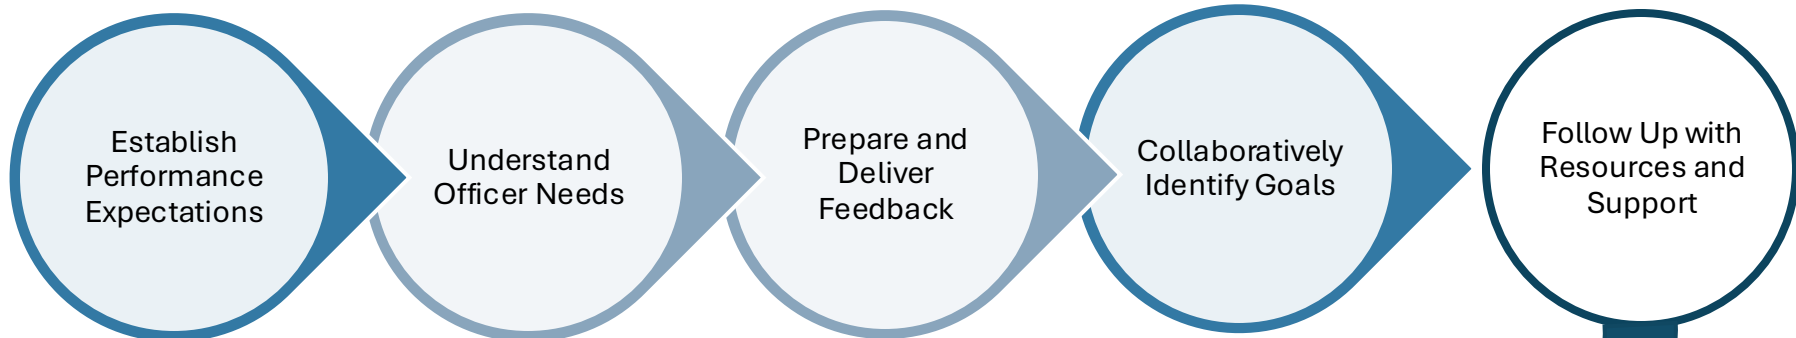 Establish
Performance
Expectations
Understand
Officer Needs
Prepare and
Deliver
Feedback
Collaboratively
Identify Goals
Follow Up with
Resources and
Support